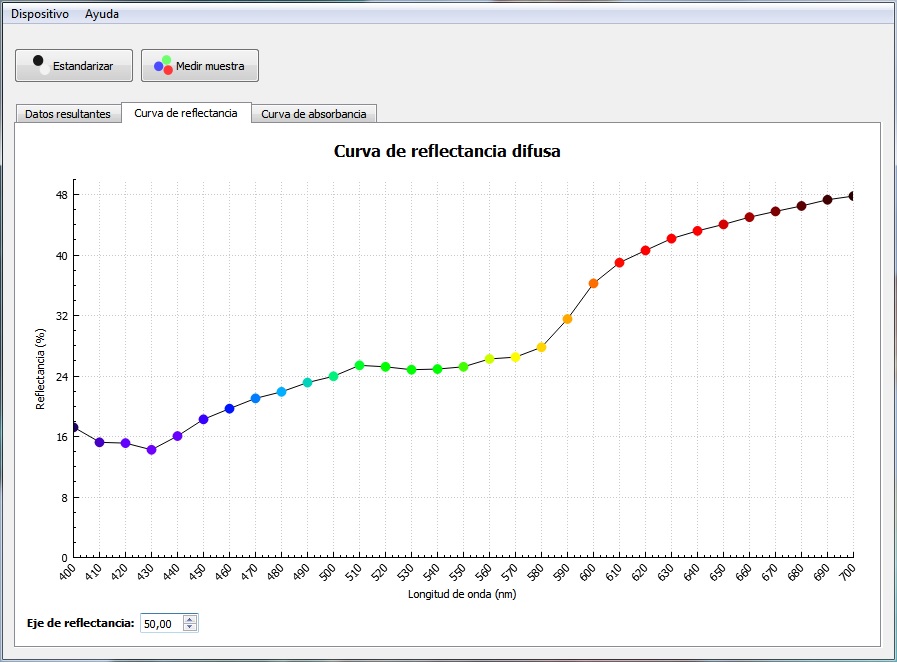 Dispositivo Ayuda
Estandarizar Medir muestra
Datos resultantes Curva de reflectancia Curva de absorbancia
Curva de reflectancia difusa
48
40
32
24
16
8
0
Reflectancia (%)
400 410 420 430 440 450 460 470 480 490 500 510 520 530 540 550 560 570 580 590 600 610 620 630 640 650 660 670 680 690 700
Longitud de onda (nm)
Eje de reflectancia: 50,00